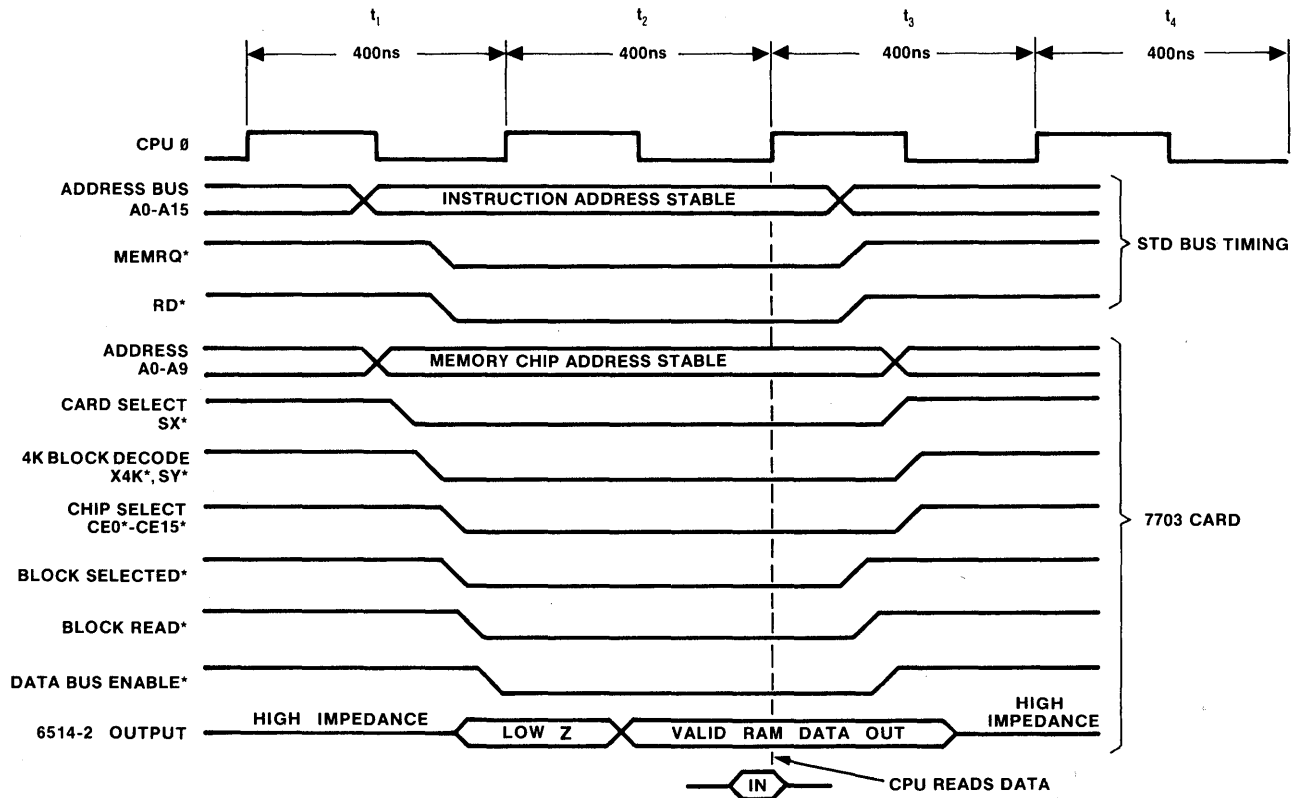 t1 t2 t3 t4
400ns 400ns 400ns 400ns
CPU Ø
ADDRESS BUS
A0-A15
INSTRUCTION ADDRESS STABLE
MEMRQ*
STD BUS TIMING
RD*
ADDRESS
A0-A9
MEMORY CHIP ADDRESS STABLE
CARD SELECT
SX*
4K BLOCK DECODE
X4K*, SY*
CHIP SELECT
CE0*-CE15*
7703 CARD
BLOCK SELECTED*
BLOCK READ*
DATA BUS ENABLE*
6514-2 OUTPUT
HIGH IMPEDANCE
LOW Z
VALID RAM DATA OUT
HIGH
IMPEDANCE
IN
CPU READS DATA